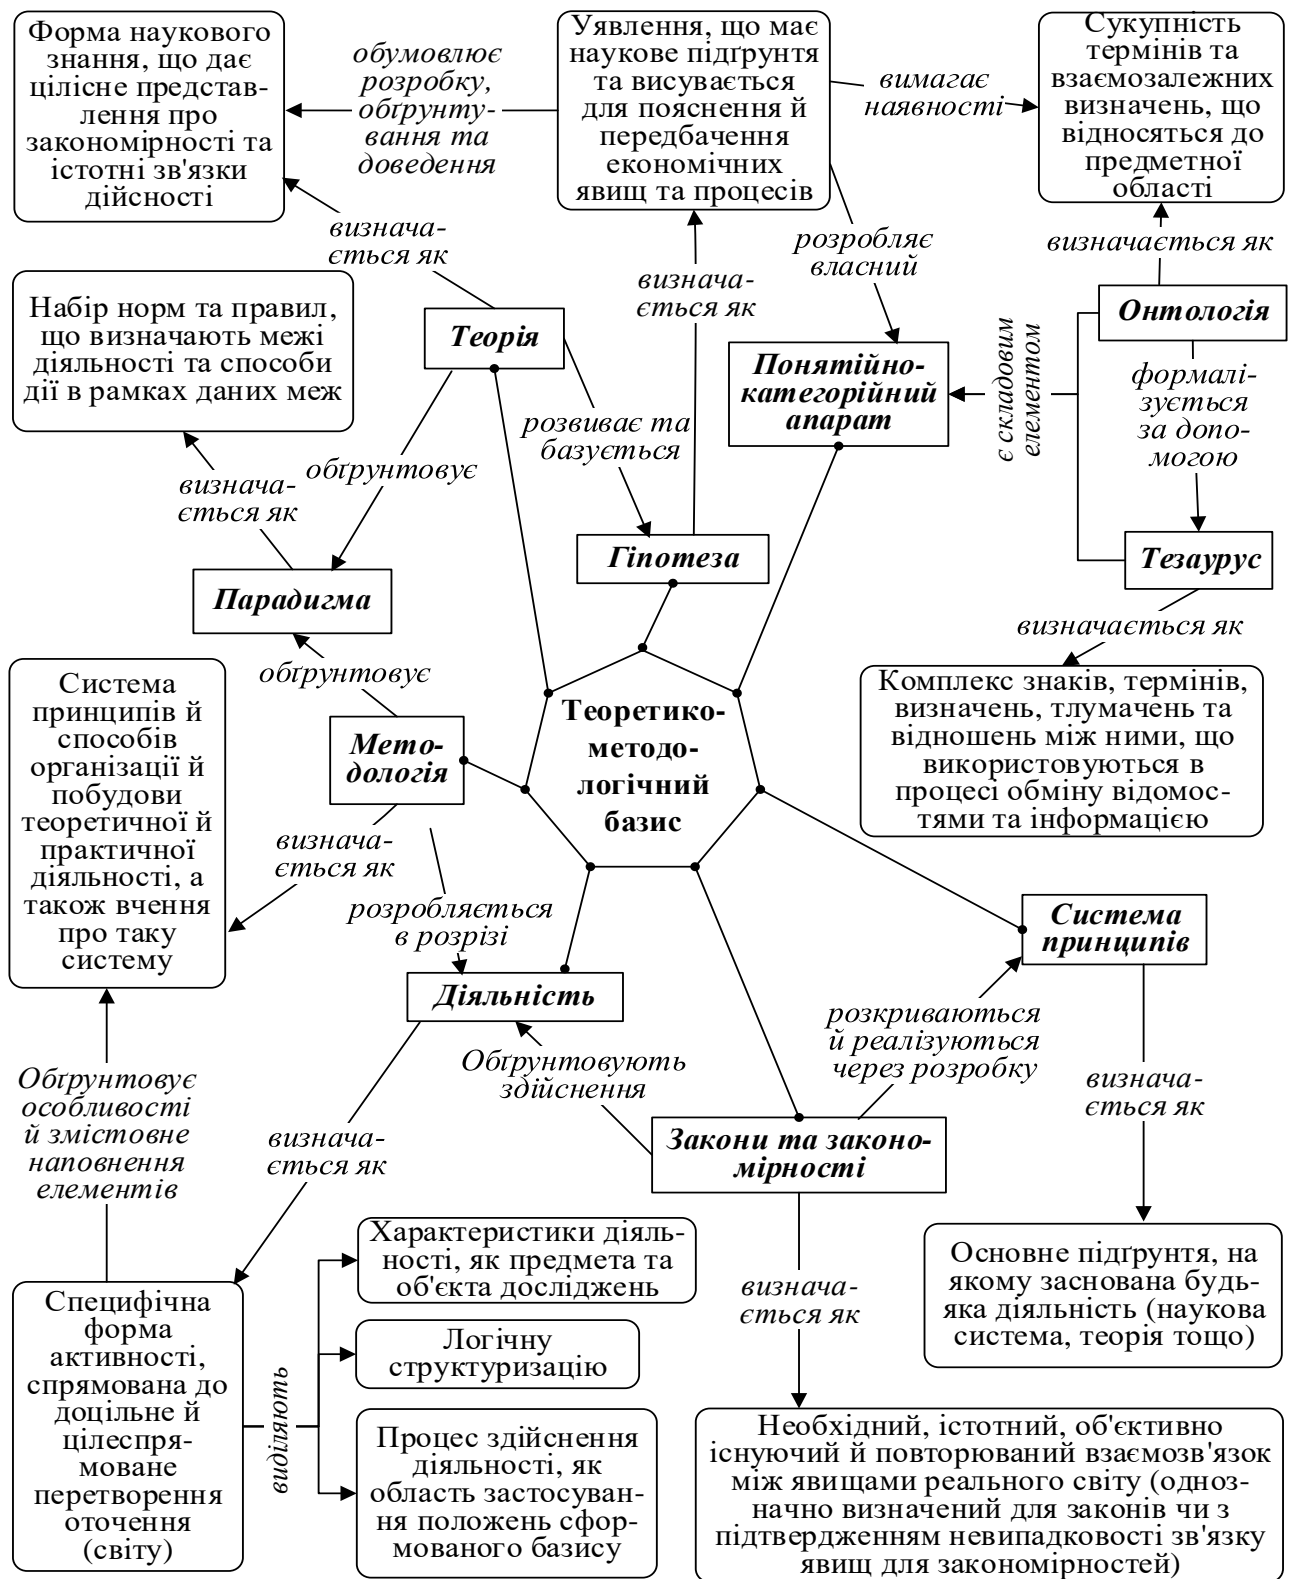 Форма наукового
знання, що дає
цілісне представ-
лення про
закономірності та
істотні зв'язки
дійсності
обумовлює
розробку,
обґрунту-
вання та
доведення
Уявлення, що має
наукове підґрунтя
та висувається
для пояснення й
передбачення
економічних
явищ та процесів
вимагає
наявності
Сукупність
термінів та
взаємозалежних
визначень, що
відносяться до
предметної
області
визнача-
ється як
визнача-
ється як
розробляє
власний
визначається як
Набір норм та правил,
що визначають межі
діяльності та способи
дії в рамках даних меж
Теорія
Понятійно-
категорійний
апарат
є складовим
елементом
Онтологія
формалі-
зується
за допо-
могою
розвиває та
базується
обґрунтовує
визнача-
ється як
Гіпотеза
Тезаурус
Парадигма
визначається як
обґрунтовує
Система
принципів й
способів
організації й
побудови
теоретичної й
практичної
діяльності, а
також вчення
про таку
систему
Мето-
дологія
Теоретико-
методо-
логічний
базис
Комплекс знаків, термінів,
визначень, тлумачень та
відношень між ними, що
використовуються в
процесі обміну відомос-
тями та інформацією
визнача-
ється як
розробляється
в розрізі
Система
принципів
Діяльність
Обґрунтовують
здійснення
розкриваються
й реалізуються
через розробку
визнача-
ється як
Обґрунтовує
особливості
й змістовне
наповнення
елементів
визнача-
ється як
Закони та законо-
мірності
Характеристики діяль-
ності, як предмета та
об'єкта досліджень
визнача-
ється як
Основне підґрунтя, на
якому заснована будь-
яка діяльність (наукова
система, теорія тощо)
Специфічна
форма
активності,
спрямована до
доцільне й
цілеспря-
моване
перетворення
оточення
(світу)
виділяють
Логічну
структуризацію
Процес здійснення
діяльності, як
область застосуван-
ня положень сфор-
мованого базису
Необхідний, істотний, об'єктивно
існуючий й повторюваний взаємозв'язок
між явищами реального світу (одноз-
начно визначений для законів чи з
підтвердженням невипадковості зв'язку
явищ для закономірностей)